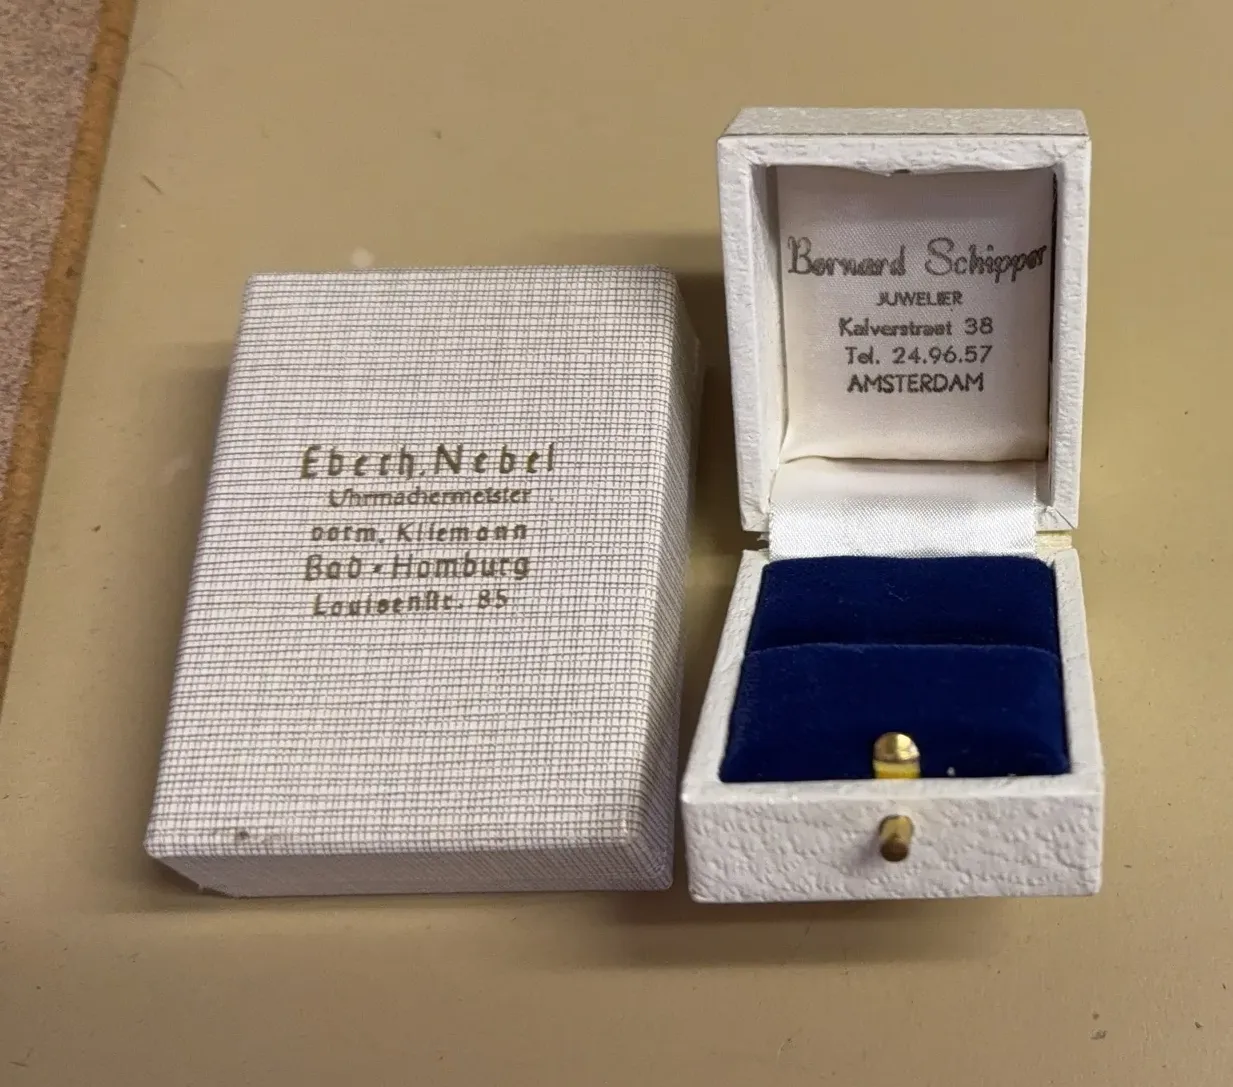 Eberh. Nebel
Uhrmachermeister
vorm. Kliemann
Bad-Homburg
Louisenstr. 85
Bernard Schipper
JUWELIER
Kalverstraat 38
Tel. 24.96.57
AMSTERDAM